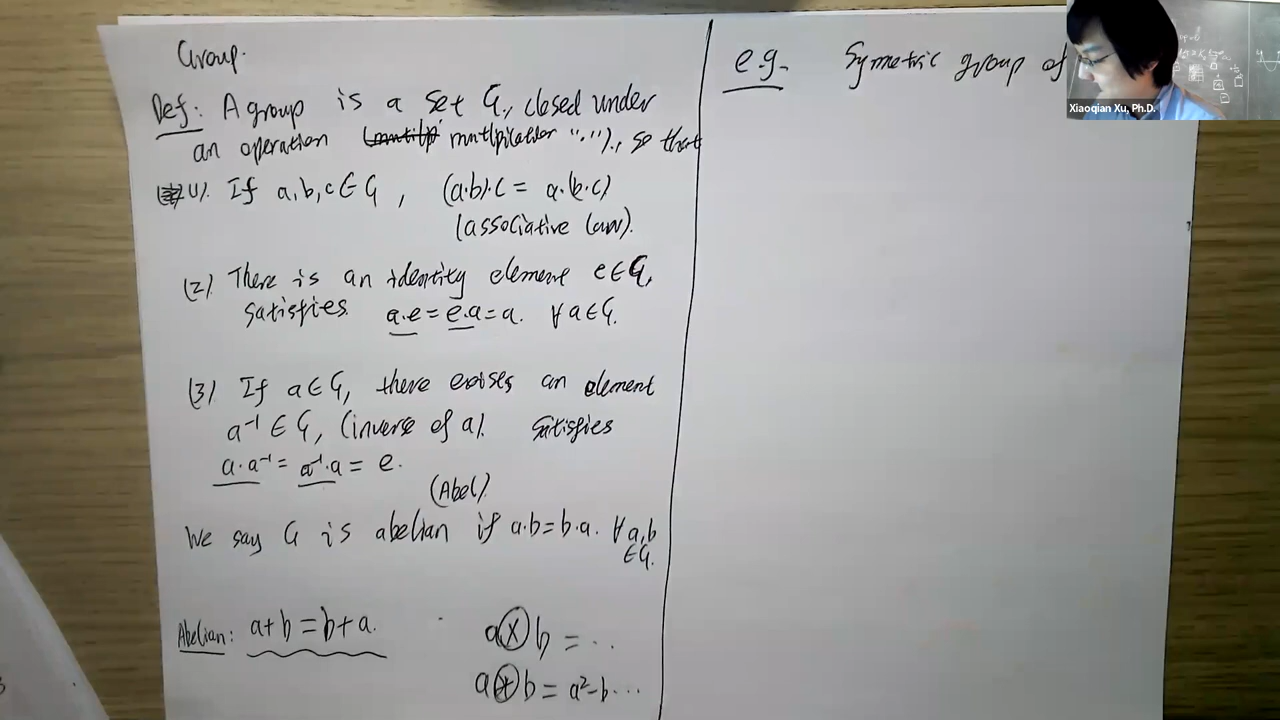 Group.
Def: A group is a set G, closed under
an operation multiplication "·"), so that
(1). If a,b,c∈G, (a·b)·c = a·(b·c)
(associative law).
(2). There is an identity element e∈G,
satisfies a·e = e·a = a. ∀a∈G.
(3) If a∈G, there exises an element
a⁻¹∈G, (inverse of a). satisfies
a·a⁻¹ = a⁻¹·a = e.
(Abel)
We say G is abelian if a·b=b·a. ∀a,b
∈G.
Abelian: a+b=b+a.
a⊗b = ...
a⊛b = a²-b...
e.g. Symetric group of
Xiaoqian Xu, Ph.D.